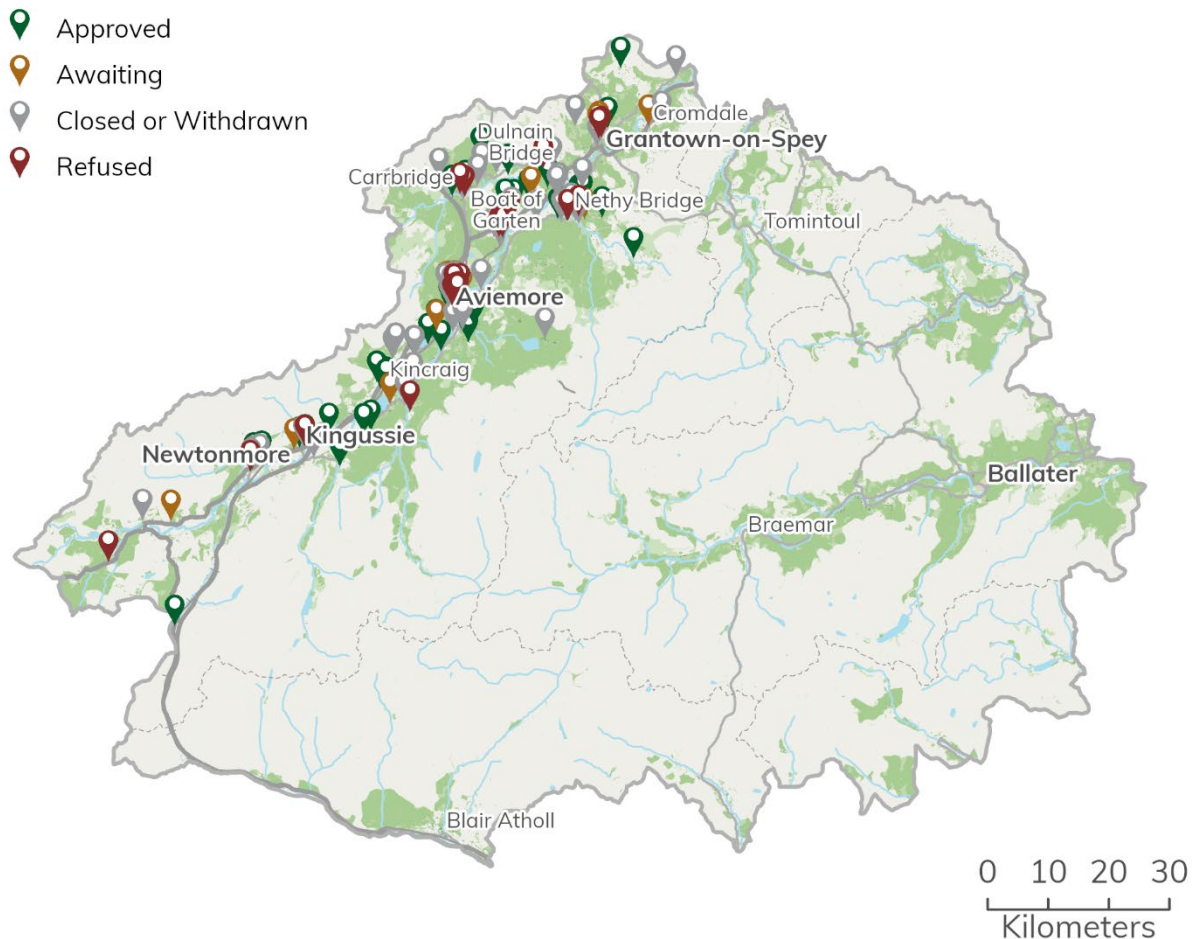 Approved
Awaiting
Closed or Withdrawn
Refused
Cromdale
Dulnain
Bridge
Grantown-on-Spey
Carrbridge
Boat of
Garten
Nethy Bridge
Tomintoul
Aviemore
Kincraig
Kingussie
Newtonmore
Ballater
Braemar
Blair Atholl
0 10 20 30
Kilometers